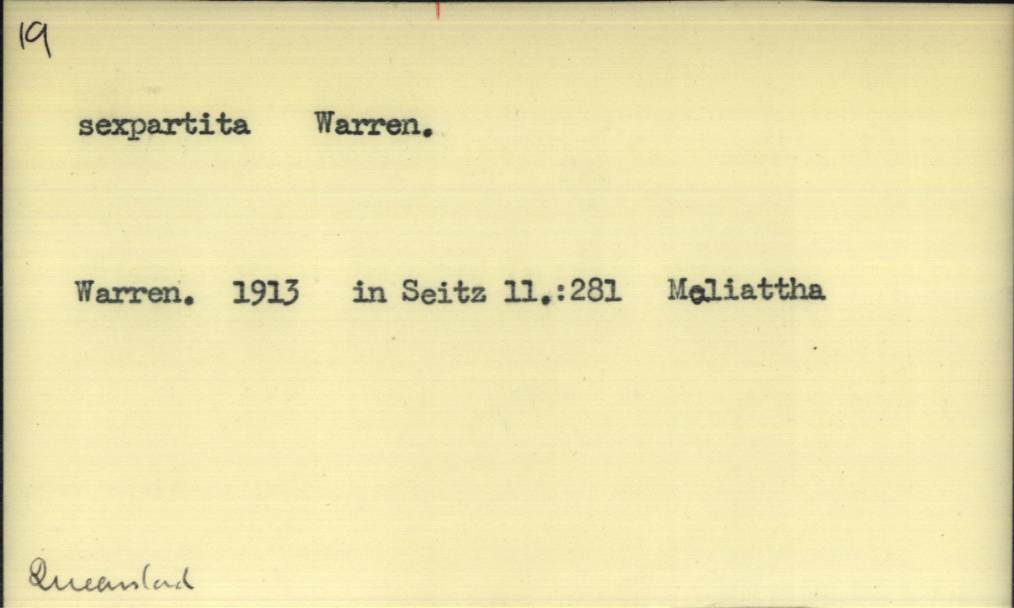 19
sexpartita Warren.
Warren. 1913 in Seitz 11.:281 Meliattha
Queensland